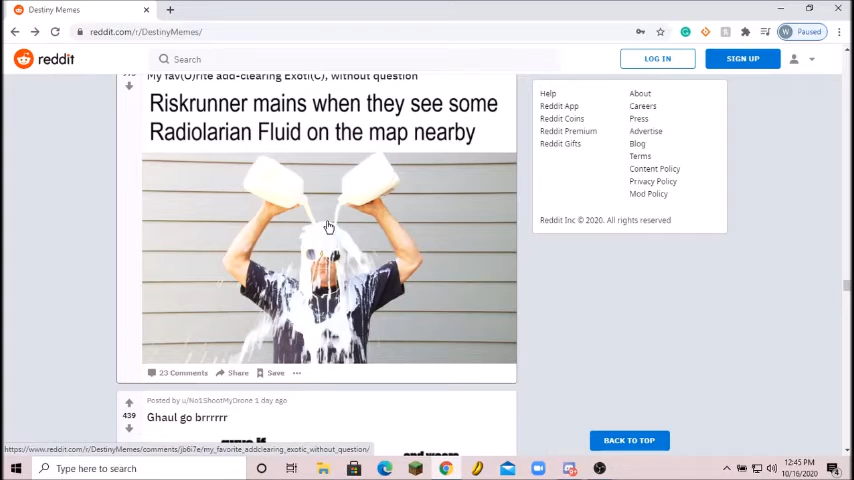 Destiny Memes
reddit.com/r/DestinyMemes/
Paused
reddit
Search
LOG IN
SIGN UP
My fav(O)rite add-clearing Exoti(C), without question
Riskrunner mains when they see some
Radiolarian Fluid on the map nearby
23 Comments
Share
Save
Posted by u/No1ShootMyDrone 1 day ago
439
Ghaul go brrrrrr
Help
About
Reddit App
Careers
Reddit Coins
Press
Reddit Premium
Advertise
Reddit Gifts
Blog
Terms
Content Policy
Privacy Policy
Mod Policy
Reddit Inc © 2020. All rights reserved
BACK TO TOP
https://www.reddit.com/r/DestinyMemes/comments/jb6i7e/my_favorite_addclearing_exotic_without_question/
Type here to search
12:45 PM
10/16/2020
4